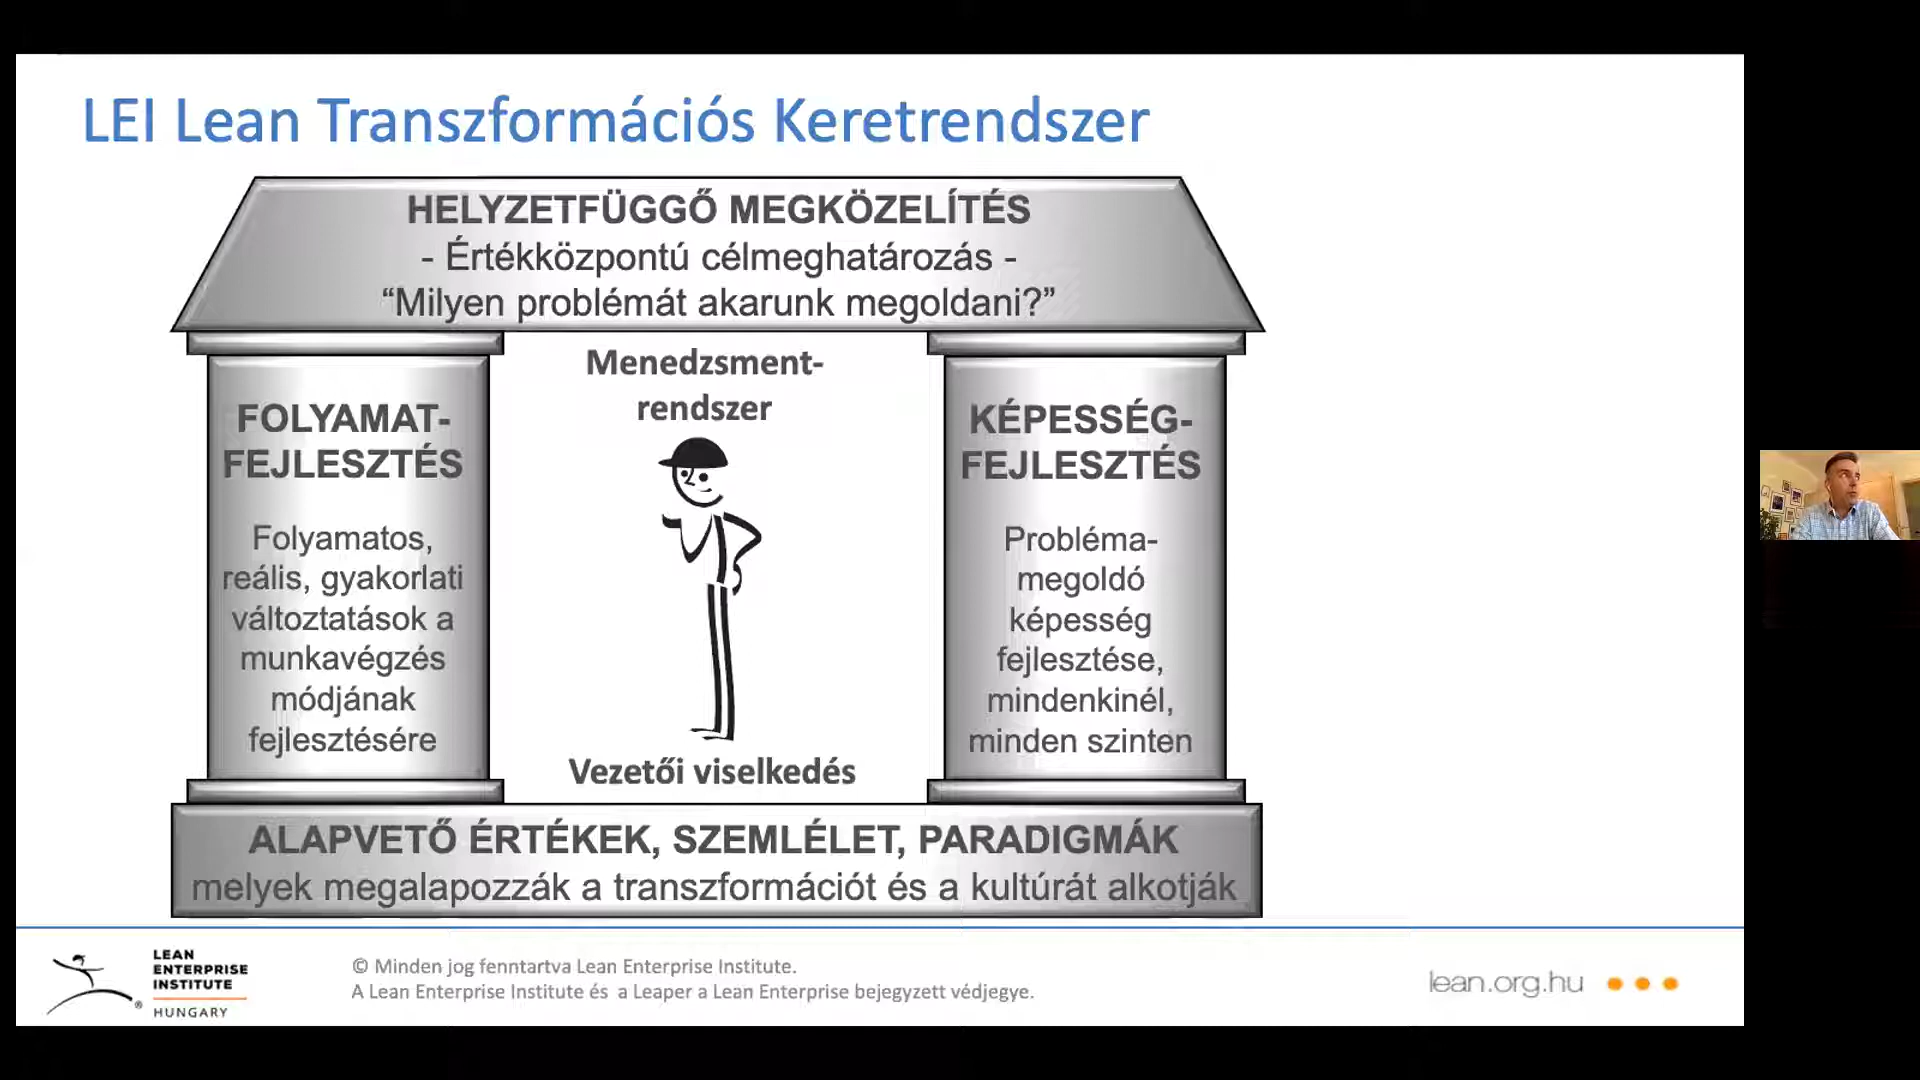 LEI Lean Transzformációs Keretrendszer
HELYZETFÜGGŐ MEGKÖZELÍTÉS
- Értékközpontú célmeghatározás -
“Milyen problémát akarunk megoldani?”
Menedzsment-
rendszer
FOLYAMAT-
FEJLESZTÉS
Folyamatos,
reális, gyakorlati
változtatások a
munkavégzés
módjának
fejlesztésére
KÉPESSÉG-
FEJLESZTÉS
Probléma-
megoldó
képesség
fejlesztése,
mindenkinél,
minden szinten
Vezetői viselkedés
ALAPVETŐ ÉRTÉKEK, SZEMLÉLET, PARADIGMÁK
melyek megalapozzák a transzformációt és a kultúrát alkotják
LEAN
ENTERPRISE
INSTITUTE
HUNGARY
®
© Minden jog fenntartva Lean Enterprise Institute.
A Lean Enterprise Institute és a Leaper a Lean Enterprise bejegyzett védjegye.
lean.org.hu